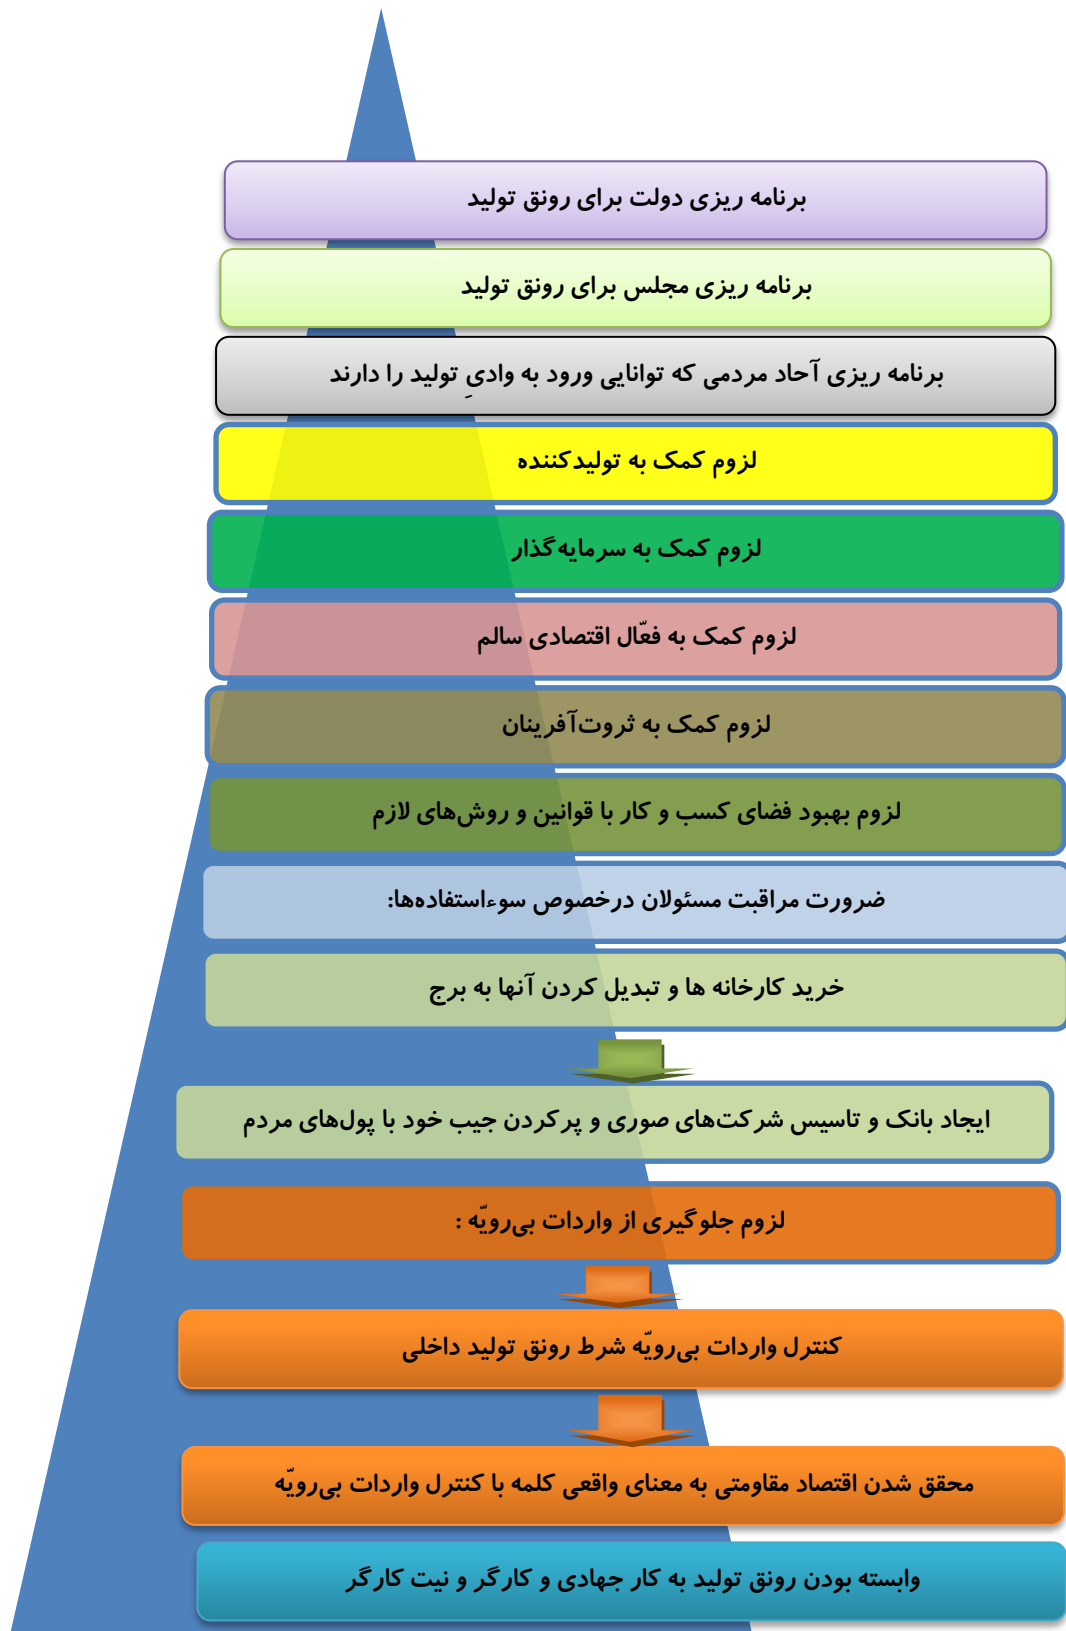 برنامه ریزی دولت برای رونق تولید
برنامه ریزی مجلس برای رونق تولید
برنامه ریزی آحاد مردمی که توانایی ورود به وادیِ تولید را دارند
لزوم کمک به تولیدکننده
لزوم کمک به سرمایه‌گذار
لزوم کمک به فعّال اقتصادی سالم
لزوم کمک به ثروت‌آفرینان
لزوم بهبود فضای کسب و کار با قوانین و روش‌های لازم
ضرورت مراقبت مسئولان درخصوص سوءاستفاده‌ها:
خرید کارخانه ها و تبدیل کردن آنها به برج
ایجاد بانک و تاسیس شرکت‌های صوری و پرکردن جیب خود با پول‌های مردم
لزوم جلوگیری از واردات بی‌رویّه :
کنترل واردات بی‌رویّه شرط رونق تولید داخلی
محقق شدن اقتصاد مقاومتی به معنای واقعی کلمه با کنترل واردات بی‌رویّه
وابسته بودن رونق تولید به کار جهادی و کارگر و نیت کارگر